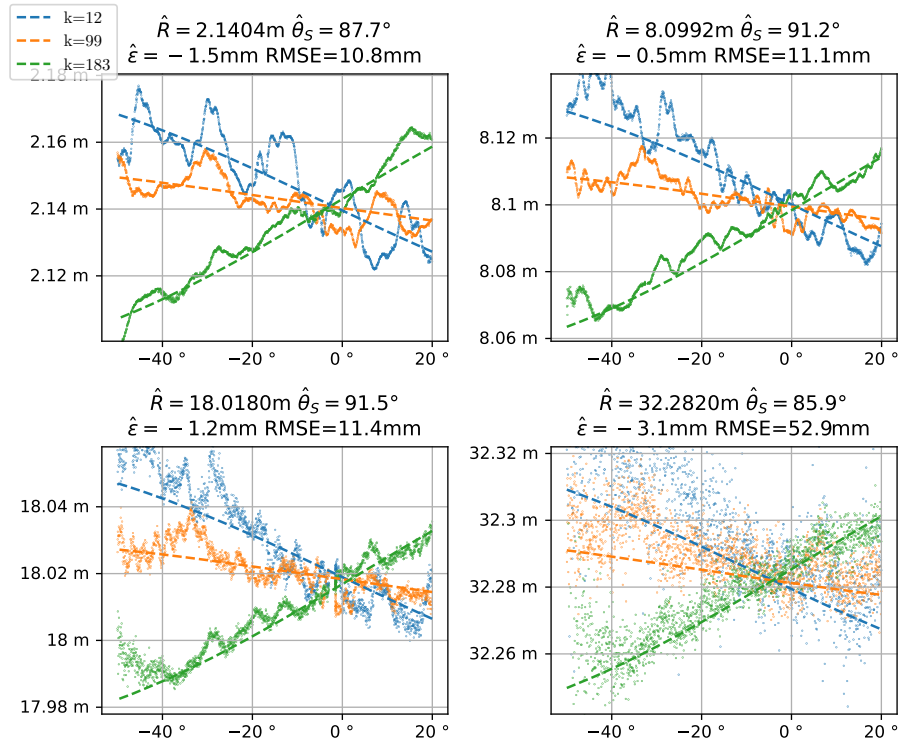 k=12
k=99
k=183
R̂ = 2.1404m θ̂_S = 87.7°
ε̂ = −1.5mm RMSE=10.8mm
2.18 m
2.16 m
2.14 m
2.12 m
−40 °
−20 °
0 °
20 °
R̂ = 8.0992m θ̂_S = 91.2°
ε̂ = −0.5mm RMSE=11.1mm
8.12 m
8.1 m
8.08 m
8.06 m
−40 °
−20 °
0 °
20 °
R̂ = 18.0180m θ̂_S = 91.5°
ε̂ = −1.2mm RMSE=11.4mm
18.04 m
18.02 m
18 m
17.98 m
−40 °
−20 °
0 °
20 °
R̂ = 32.2820m θ̂_S = 85.9°
ε̂ = −3.1mm RMSE=52.9mm
32.32 m
32.3 m
32.28 m
32.26 m
−40 °
−20 °
0 °
20 °